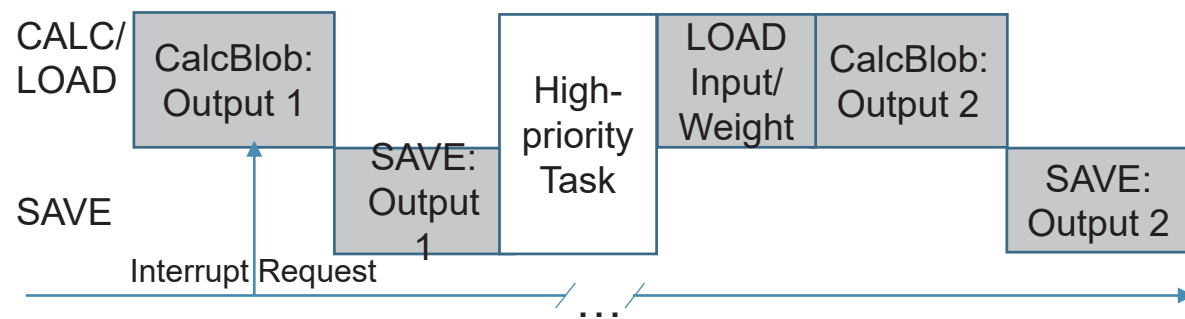 CALC/
LOAD
CalcBlob:
Output 1
SAVE:
Output
1
High-
priority
Task
LOAD
Input/
Weight
CalcBlob:
Output 2
SAVE
SAVE:
Output 2
Interrupt Request
...